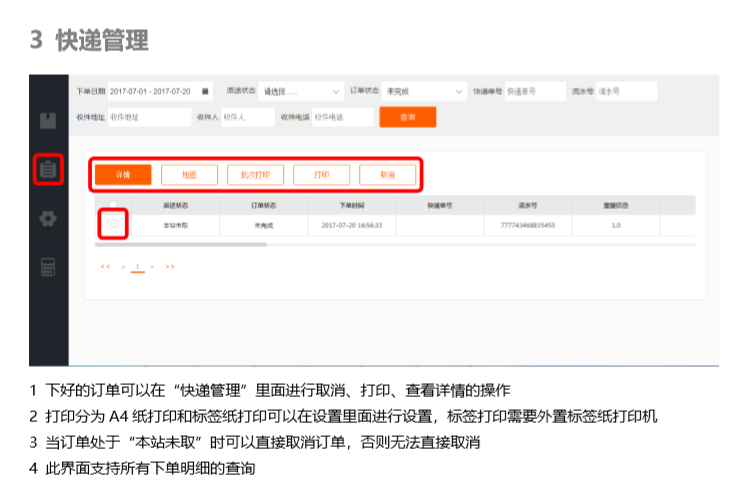 3 快递管理
下单日期 2017-07-01 - 2017-07-20 派送状态 请选择...... 订单状态 未完成 快递单号 快递单号 流水号 流水号
收件地址 收件地址 收件人 收件人 收件电话 收件电话 查询
详情 地图 批次打印 打印 取消
派送状态 订单状态 下单时间 快递单号 流水号 重量信息
本站未取 未完成 2017-07-20 16:56:33 777743468835455 1.0
<< < 1 > >>
1 下好的订单可以在“快递管理”里面进行取消、打印、查看详情的操作
2 打印分为 A4 纸打印和标签纸打印可以在设置里面进行设置，标签打印需要外置标签纸打印机
3 当订单处于“本站未取”时可以直接取消订单，否则无法直接取消
4 此界面支持所有下单明细的查询